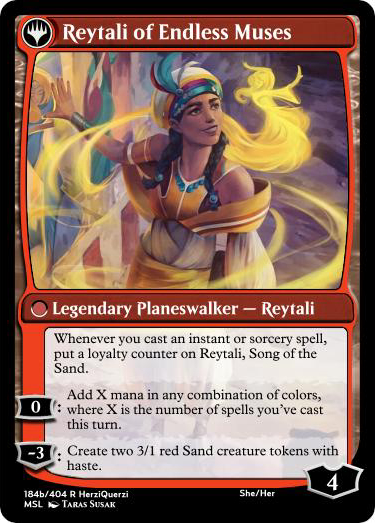 Reytali of Endless Muses
Legendary Planeswalker — Reytali
Whenever you cast an instant or sorcery spell,
put a loyalty counter on Reytali, Song of the
Sand.
0: Add X mana in any combination of colors,
where X is the number of spells you've cast
this turn.
-3: Create two 3/1 red Sand creature tokens with
haste.
4
184b/404 R HerziQuerzi
She/Her
MSL Taras Susak